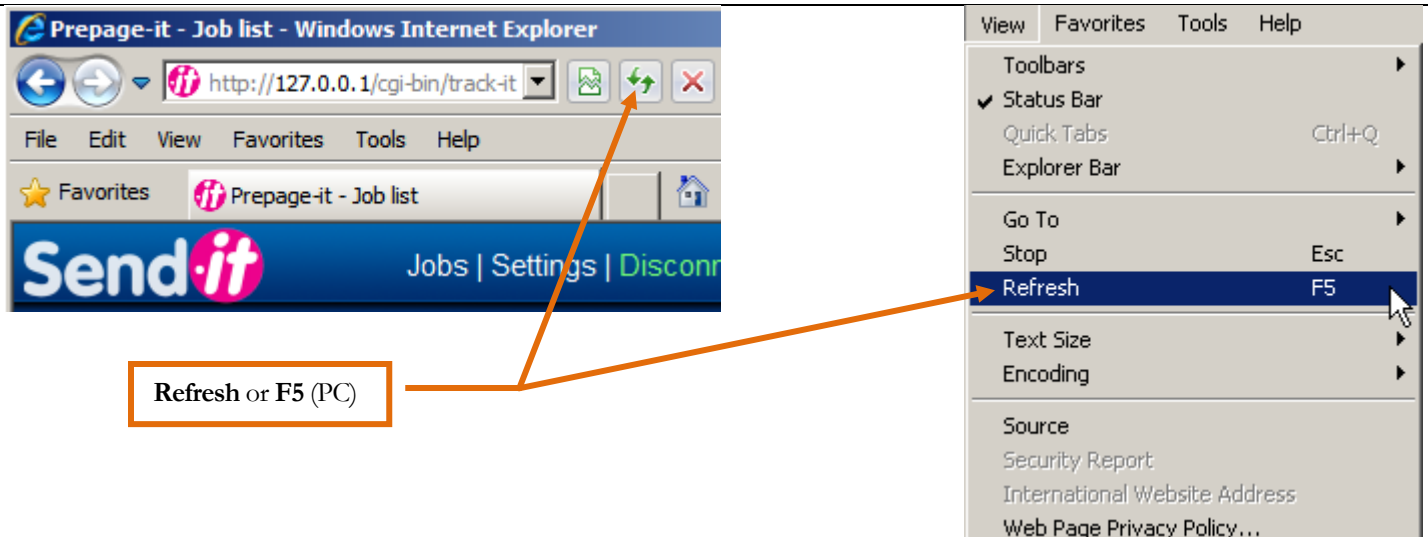 Prepage-it - Job list - Windows Internet Explorer
it http://127.0.0.1/cgi-bin/track-it
File Edit View Favorites Tools Help
Favorites it Prepage-it - Job list
Send-it Jobs | Settings | Disconn
Refresh or F5 (PC)
View Favorites Tools Help
Toolbars
Status Bar
Quick Tabs Ctrl+Q
Explorer Bar
Go To
Stop Esc
Refresh F5
Text Size
Encoding
Source
Security Report
International Website Address
Web Page Privacy Policy...